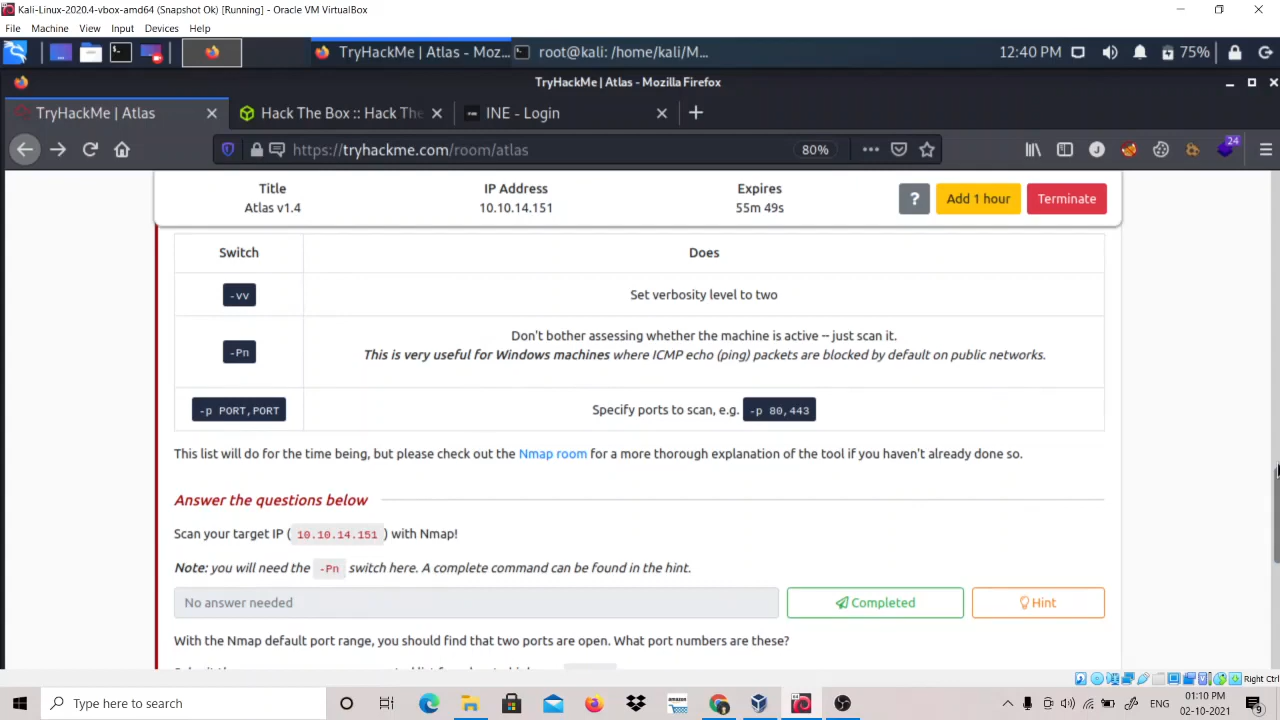 Kali-Linux-2020.4-vbox-amd64 (Snapshot Ok) [Running] - Oracle VM VirtualBox
File Machine View Input Devices Help
TryHackMe | Atlas - Moz...
root@kali: /home/kali/M...
12:40 PM
75%
TryHackMe | Atlas - Mozilla Firefox
TryHackMe | Atlas
Hack The Box :: Hack The
INE - Login
https://tryhackme.com/room/atlas
80%
24
Title
IP Address
Expires
Atlas v1.4
10.10.14.151
55m 49s
?
Add 1 hour
Terminate
Switch
Does
-vv
Set verbosity level to two
-Pn
Don't bother assessing whether the machine is active -- just scan it.
This is very useful for Windows machines where ICMP echo (ping) packets are blocked by default on public networks.
-p PORT,PORT
Specify ports to scan, e.g. -p 80,443
This list will do for the time being, but please check out the Nmap room for a more thorough explanation of the tool if you haven't already done so.
Answer the questions below
Scan your target IP ( 10.10.14.151 ) with Nmap!
Note: you will need the -Pn switch here. A complete command can be found in the hint.
No answer needed
Completed
Hint
With the Nmap default port range, you should find that two ports are open. What port numbers are these?
Right Ctrl
Type here to search
ENG
01:10 PM
02-10-2021
9